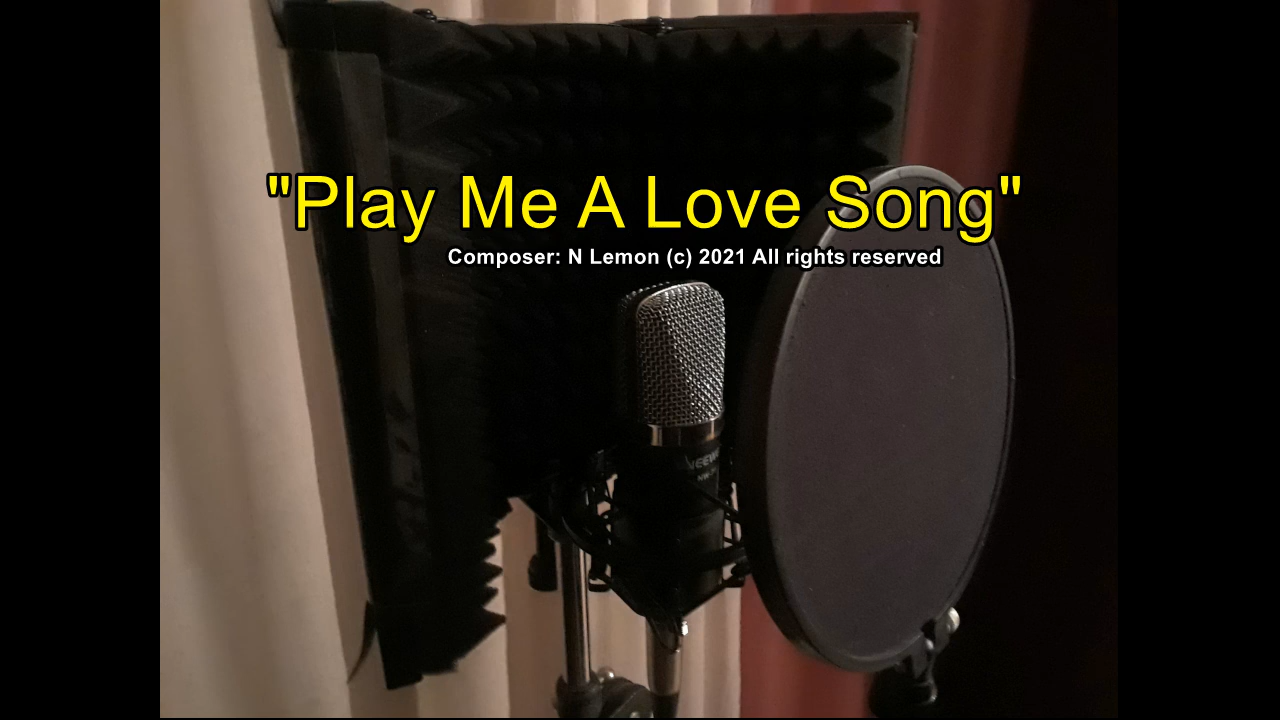 "Play Me A Love Song"
Composer: N Lemon (c) 2021 All rights reserved